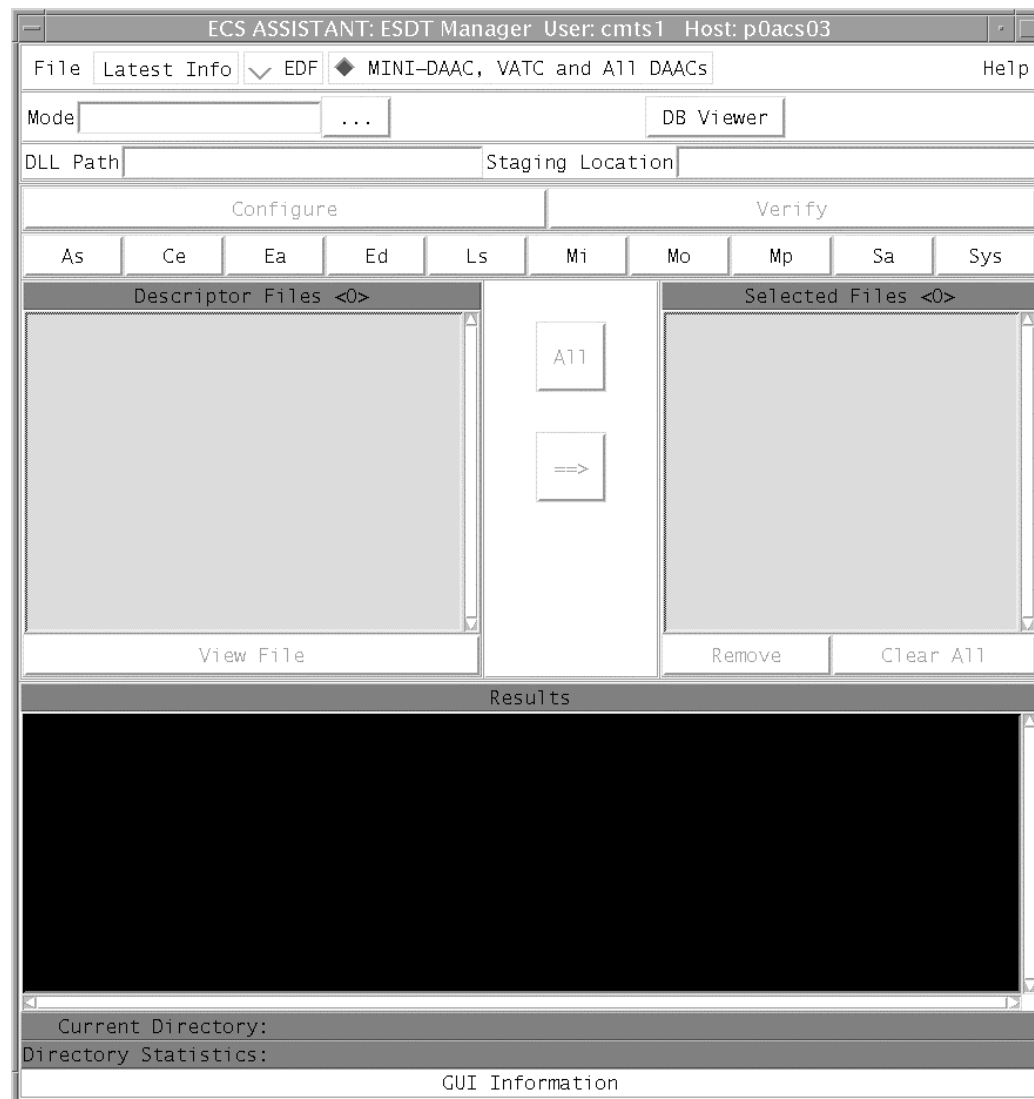 ECS ASSISTANT: ESDT Manager User: cmts1 Host: p0acs03
File Latest Info EDF MINI-DAAC, VATC and All DAACs Help
Mode ... DB Viewer
DLL Path Staging Location
Configure Verify
As Ce Ea Ed Ls Mi Mo Mp Sa Sys
Descriptor Files <0> Selected Files <0>
All
==>
View File Remove Clear All
Results
Current Directory:
Directory Statistics:
GUI Information